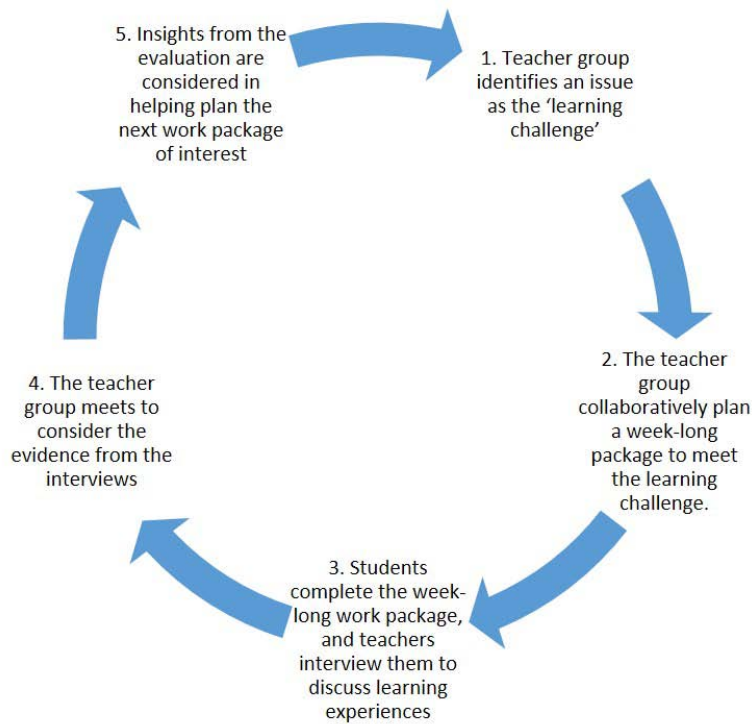 1. Teacher group
identifies an issue
as the ‘learning
challenge’
2. The teacher
group
collaboratively plan
a week-long
package to meet
the learning
challenge.
3. Students
complete the week-
long work package,
and teachers
interview them to
discuss learning
experiences
4. The teacher
group meets to
consider the
evidence from the
interviews
5. Insights from the
evaluation are
considered in
helping plan the
next work package
of interest